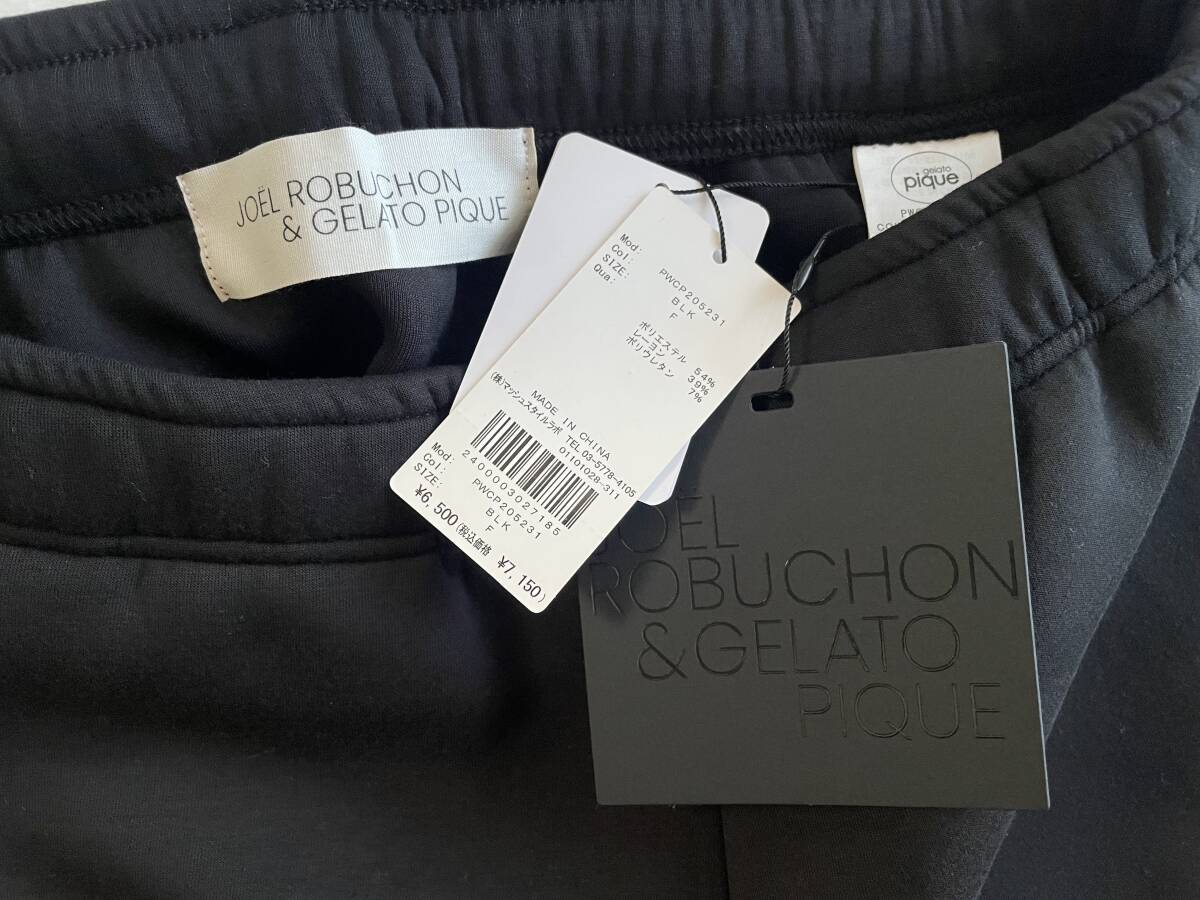 JOËL ROBUCHON
& GELATO PIQUE
gelato
pique
Mod: PWCP205231
Col: BLK
SIZE: F
Qua:
ポリエステル 54%
レーヨン 39%
ポリウレタン 7%
MADE IN CHINA
(株)マッシュスタイルラボ TEL 03-5778-4105
01101028-311
2400003027185
Mod: PWCP205231
Col: BLK
SIZE: F
¥6,500(税込価格 ¥7,150)
JOËL
ROBUCHON
& GELATO
PIQUE